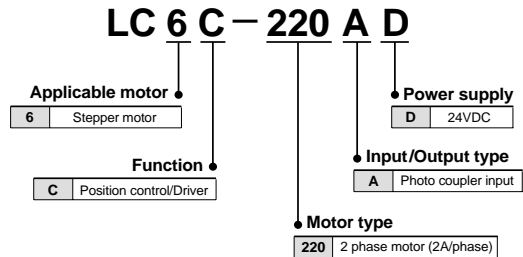 LC 6 C － 220 A D
Applicable motor
6 Stepper motor
Power supply
D 24VDC
Function
C Position control/Driver
Input/Output type
A Photo coupler input
Motor type
220 2 phase motor (2A/phase)